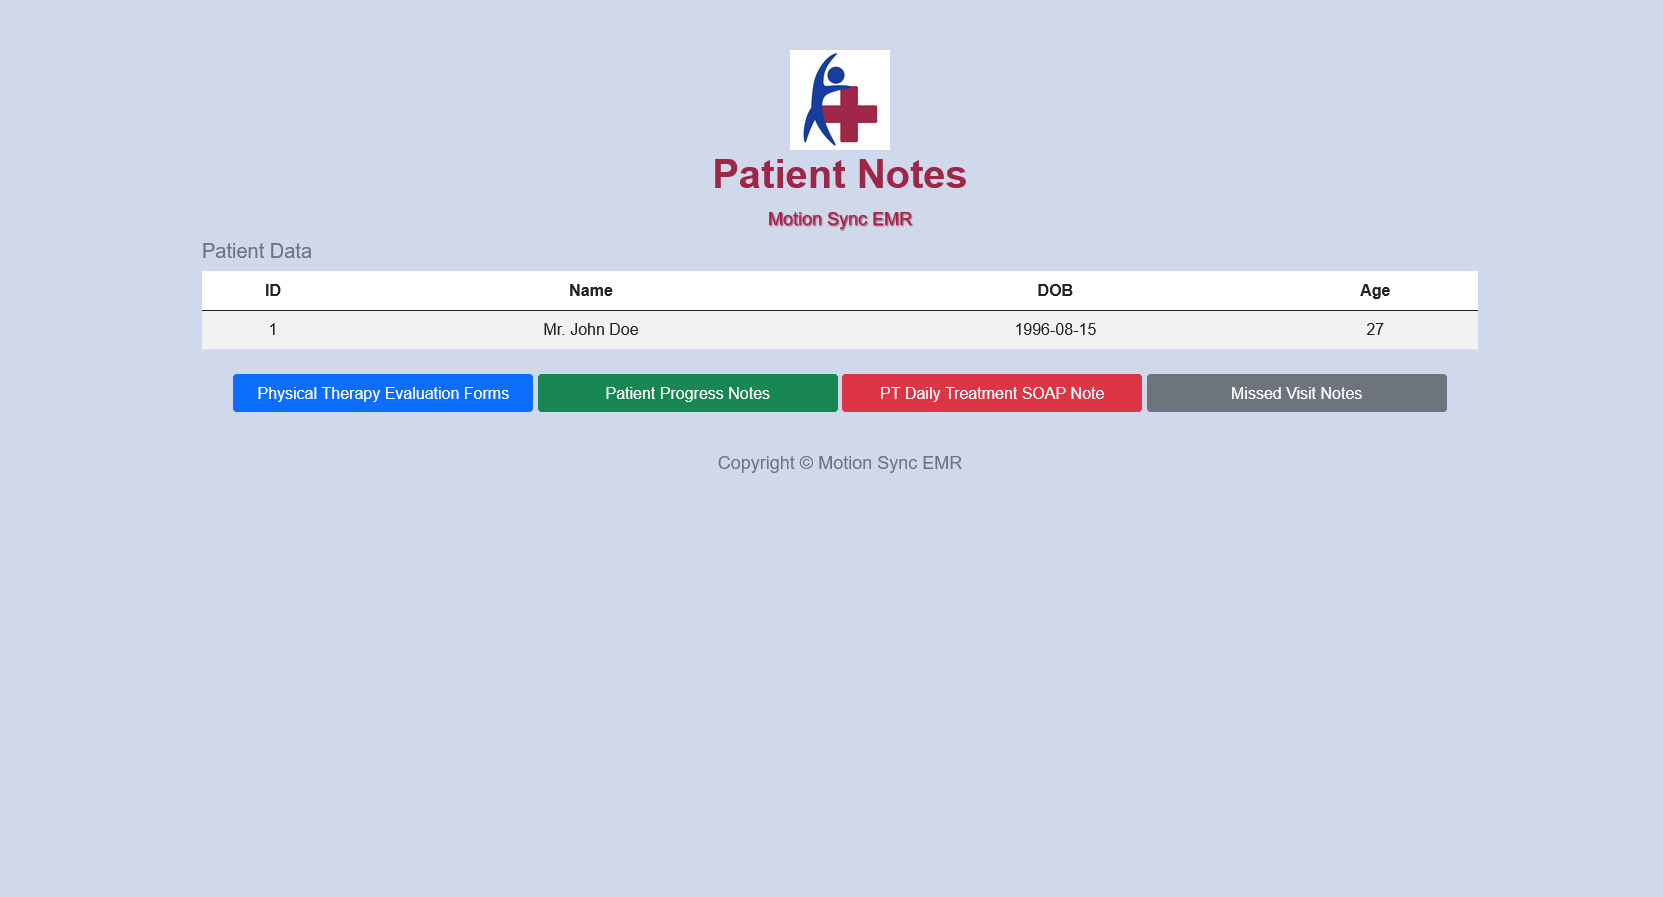 Patient Notes
Motion Sync EMR
Patient Data
ID Name DOB Age
1 Mr. John Doe 1996-08-15 27
Physical Therapy Evaluation Forms Patient Progress Notes PT Daily Treatment SOAP Note Missed Visit Notes
Copyright © Motion Sync EMR